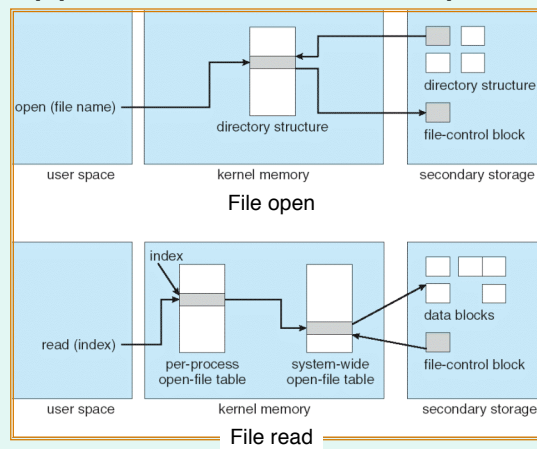 directory structure
open (file name)
directory structure
file-control block
user space
kernel memory
secondary storage
File open
index
data blocks
read (index)
per-process
open-file table
system-wide
open-file table
file-control block
user space
kernel memory
secondary storage
File read